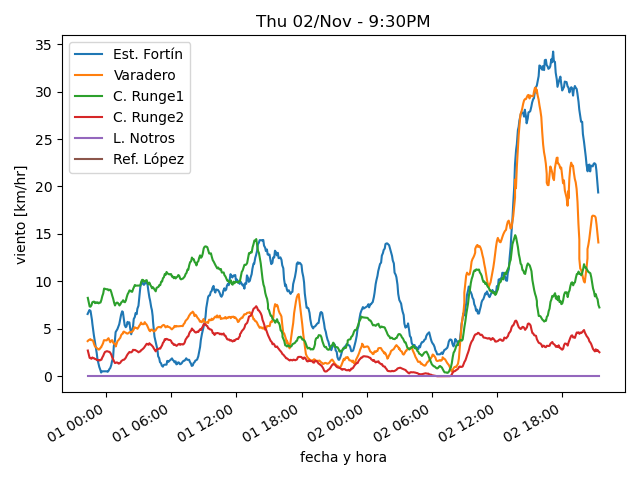 Thu 02/Nov - 9:30PM
viento [km/hr]
35
30
25
20
15
10
5
0
Est. Fortín
Varadero
C. Runge1
C. Runge2
L. Notros
Ref. López
01 00:00
01 06:00
01 12:00
01 18:00
02 00:00
02 06:00
02 12:00
02 18:00
fecha y hora